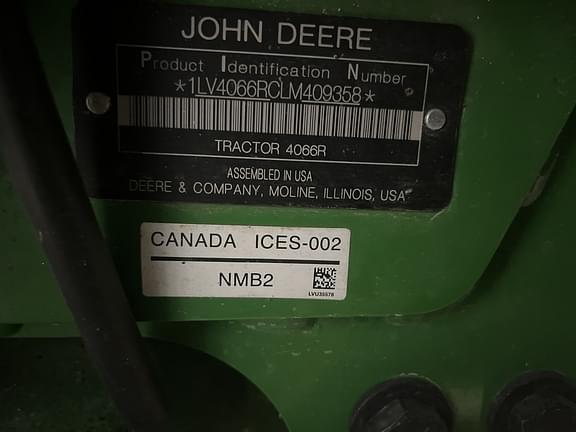 JOHN DEERE
Product Identification Number
*1LV4066RCLM409358*
TRACTOR 4066R
ASSEMBLED IN USA
DEERE & COMPANY, MOLINE, ILLINOIS, USA
CANADA ICES-002
NMB2
LVU35578